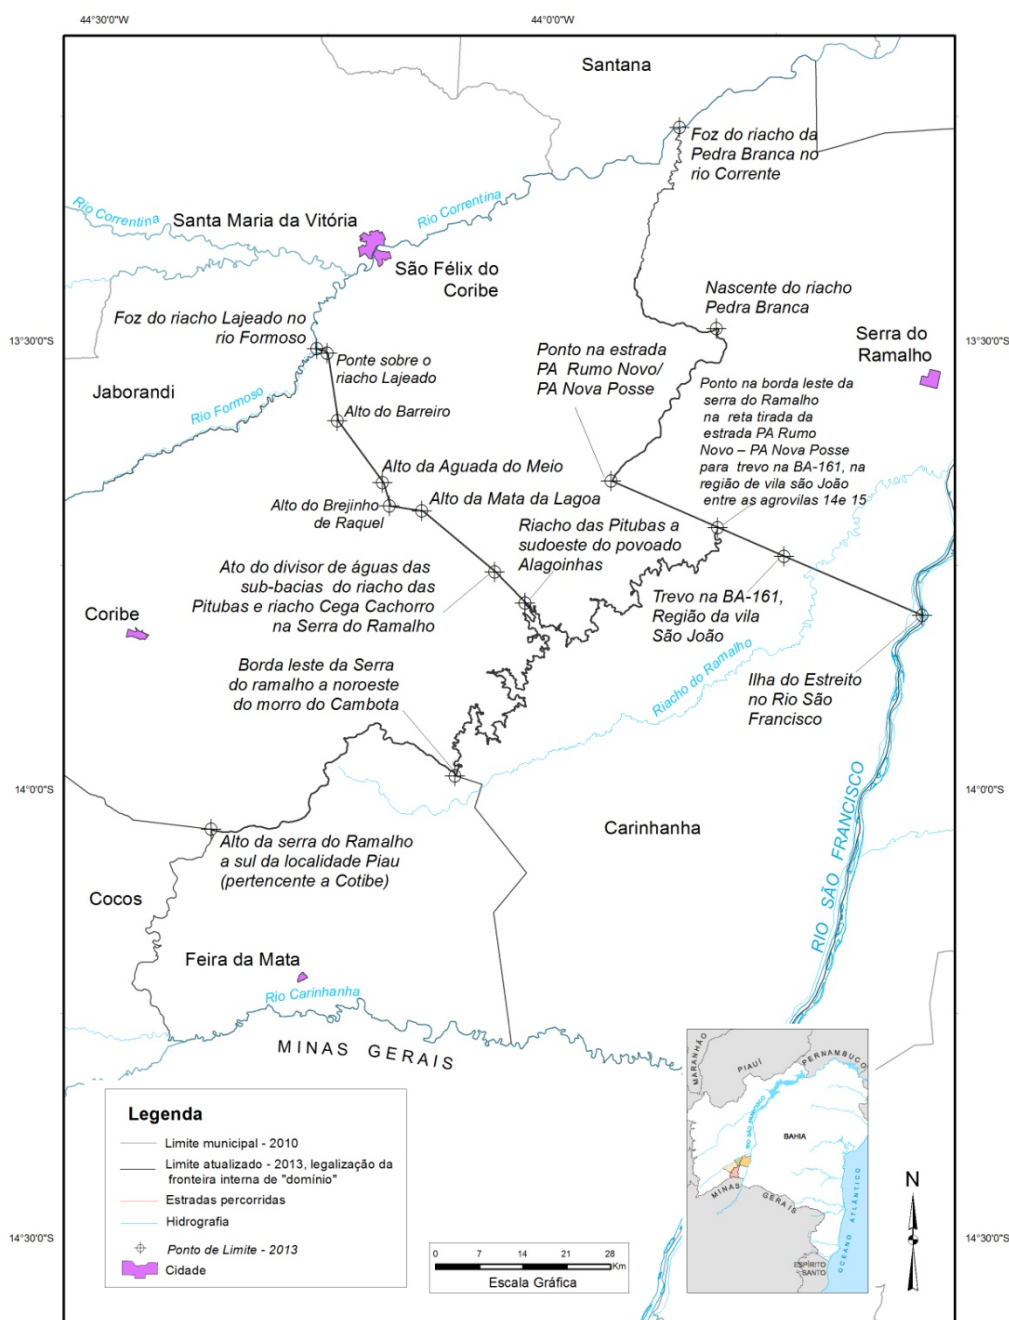 44°30'0"W
44°0'0"W
Santana
Foz do riacho da
Pedra Branca no
rio Corrente
Rio Correntina
Santa Maria da Vitória
Rio Correntina
São Félix do
Coribe
Nascente do riacho
Pedra Branca
Foz do riacho Lajeado no
rio Formoso
13°30'0"S
13°30'0"S
Serra do
Ramalho
Ponte sobre o
riacho Lajeado
Ponto na estrada
PA Rumo Novo/
PA Nova Posse
Jaborandi
Rio Formoso
Ponto na borda leste da
serra do Ramalho
na reta tirada da
estrada PA Rumo
Novo – PA Nova Posse
para trevo na BA-161, na
região de vila são João
entre as agrovilas 14e 15
Alto do Barreiro
Alto da Aguada do Meio
Alto do Brejinho
de Raquel
Alto da Mata da Lagoa
Riacho das Pitubas a
sudoeste do povoado
Alagoinhas
Ato do divisor de águas das
sub-bacias do riacho das
Pitubas e riacho Cega Cachorro
na Serra do Ramalho
Trevo na BA-161,
Região da vila
São João
Coribe
Riacho do Ramalho
Borda leste da Serra
do ramalho a noroeste
do morro do Cambota
Ilha do Estreito
no Rio São
Francisco
14°0'0"S
14°0'0"S
Carinhanha
RIO SÃO FRANCISCO
Alto da serra do Ramalho
a sul da localidade Piau
(pertencente a Cotibe)
Cocos
Feira da Mata
Rio Carinhanha
MINAS GERAIS
Legenda
Limite municipal - 2010
Limite atualizado - 2013, legalização da
fronteira interna de "domínio"
Estradas percorridas
Hidrografia
Ponto de Limite - 2013
Cidade
0 7 14 21 28
Km
Escala Gráfica
MARANHÃO
PIAUÍ
PERNAMBUCO
RIO SÃO FRANCISCO
BAHIA
MINAS GERAIS
ESPÍRITO
SANTO
OCEANO ATLÂNTICO
N
14°30'0"S
14°30'0"S